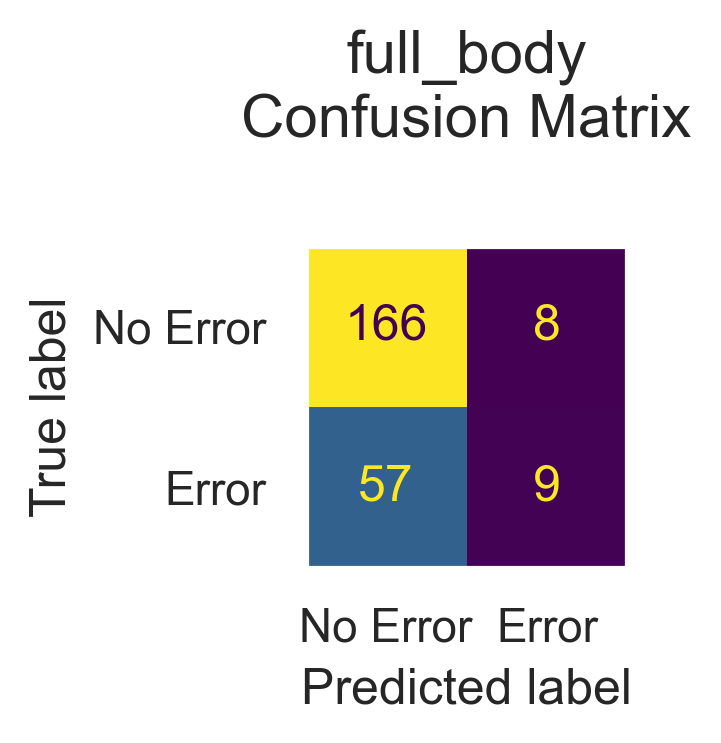 full_body
Confusion Matrix
True label
No Error
166
8
Error
57
9
No Error
Error
Predicted label